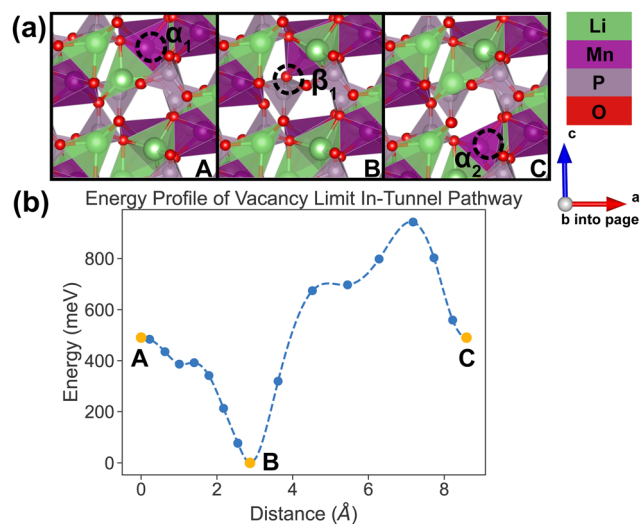 (a)
α1
A
β1
B
α2
C
Li
Mn
P
O
c
a
b into page
(b)
Energy Profile of Vacancy Limit In-Tunnel Pathway
Energy (meV)
800
600
400
200
0
A
B
C
0
2
4
6
8
Distance (Å)